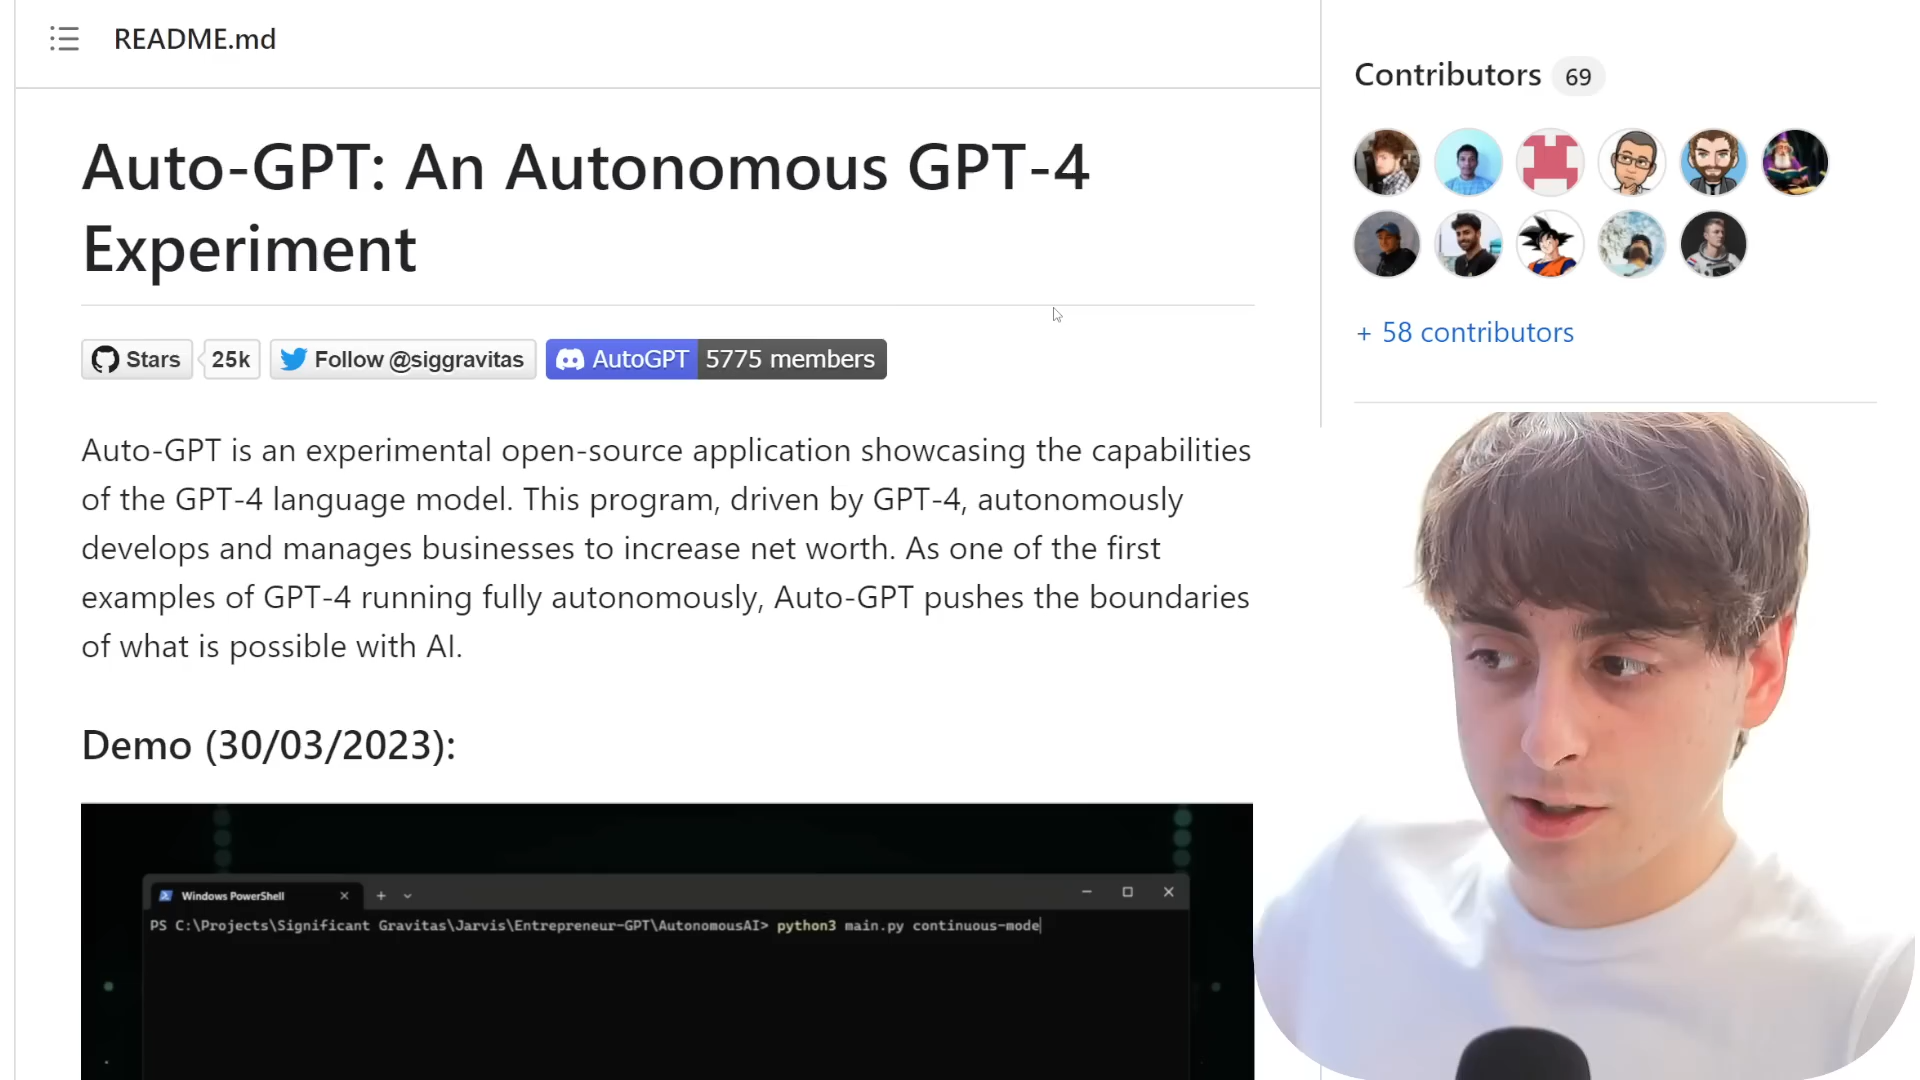 README.md
Auto-GPT: An Autonomous GPT-4
Experiment
Stars 25k Follow @siggravitas AutoGPT 5775 members
Auto-GPT is an experimental open-source application showcasing the capabilities
of the GPT-4 language model. This program, driven by GPT-4, autonomously
develops and manages businesses to increase net worth. As one of the first
examples of GPT-4 running fully autonomously, Auto-GPT pushes the boundaries
of what is possible with AI.
Demo (30/03/2023):
Windows PowerShell
PS C:\Projects\Significant Gravitas\Jarvis\Entrepreneur-GPT\AutonomousAI> python3 main.py continuous-mode
Contributors 69
+ 58 contributors